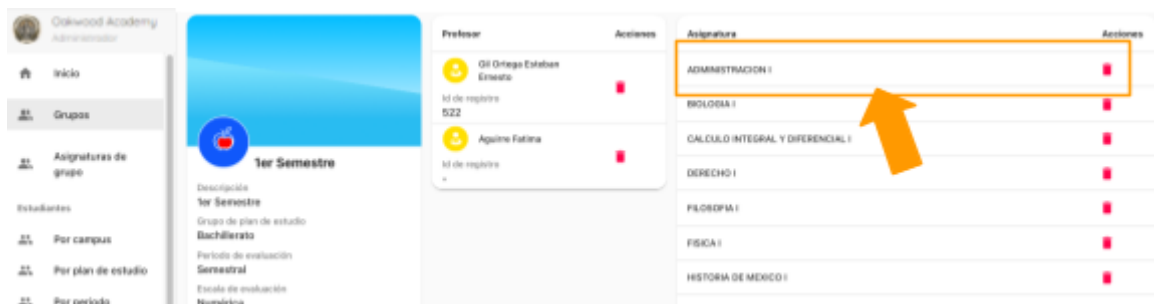 Oakwood Academy
Administrador
Inicio
Grupos
Asignaturas de
grupo
Estudiantes
Por campus
Por plan de estudio
Por periodo
1er Semestre
Descripción
1er Semestre
Grupo de plan de estudio
Bachillerato
Periodo de evaluación
Semestral
Escala de evaluación
Numérica
Profesor
Acciones
Gil Ortega Esteban
Ernesto
Id de registro
522
Aguirre Fatima
Id de registro
-
Asignatura
Acciones
ADMINISTRACION I
BIOLOGIA I
CALCULO INTEGRAL Y DIFERENCIAL I
DERECHO I
FILOSOFIA I
FISICA I
HISTORIA DE MEXICO I